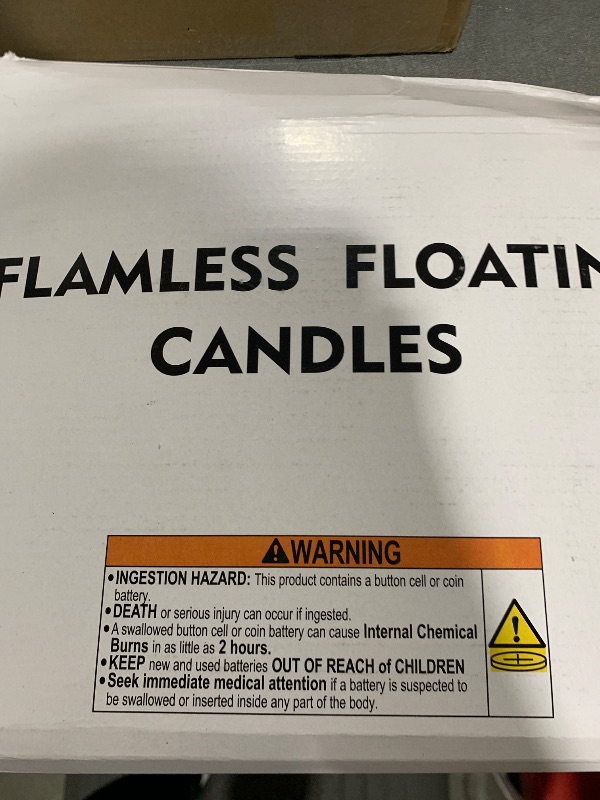 FLAMLESS FLOATIN
CANDLES
WARNING
•INGESTION HAZARD: This product contains a button cell or coin
battery.
•DEATH or serious injury can occur if ingested.
•A swallowed button cell or coin battery can cause Internal Chemical
Burns in as little as 2 hours.
•KEEP new and used batteries OUT OF REACH of CHILDREN
•Seek immediate medical attention if a battery is suspected to
be swallowed or inserted inside any part of the body.